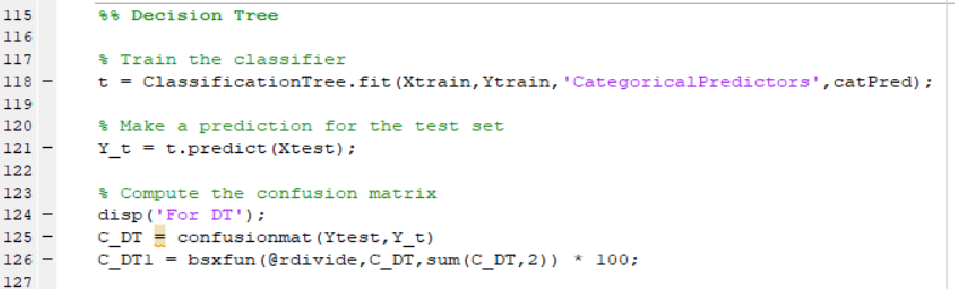 115 %% Decision Tree
116
117 % Train the classifier
118 – t = ClassificationTree.fit(Xtrain,Ytrain,'CategoricalPredictors',catPred);
119
120 % Make a prediction for the test set
121 – Y_t = t.predict(Xtest);
122
123 % Compute the confusion matrix
124 – disp('For DT');
125 – C_DT = confusionmat(Ytest,Y_t)
126 – C_DT1 = bsxfun(@rdivide,C_DT,sum(C_DT,2)) * 100;
127